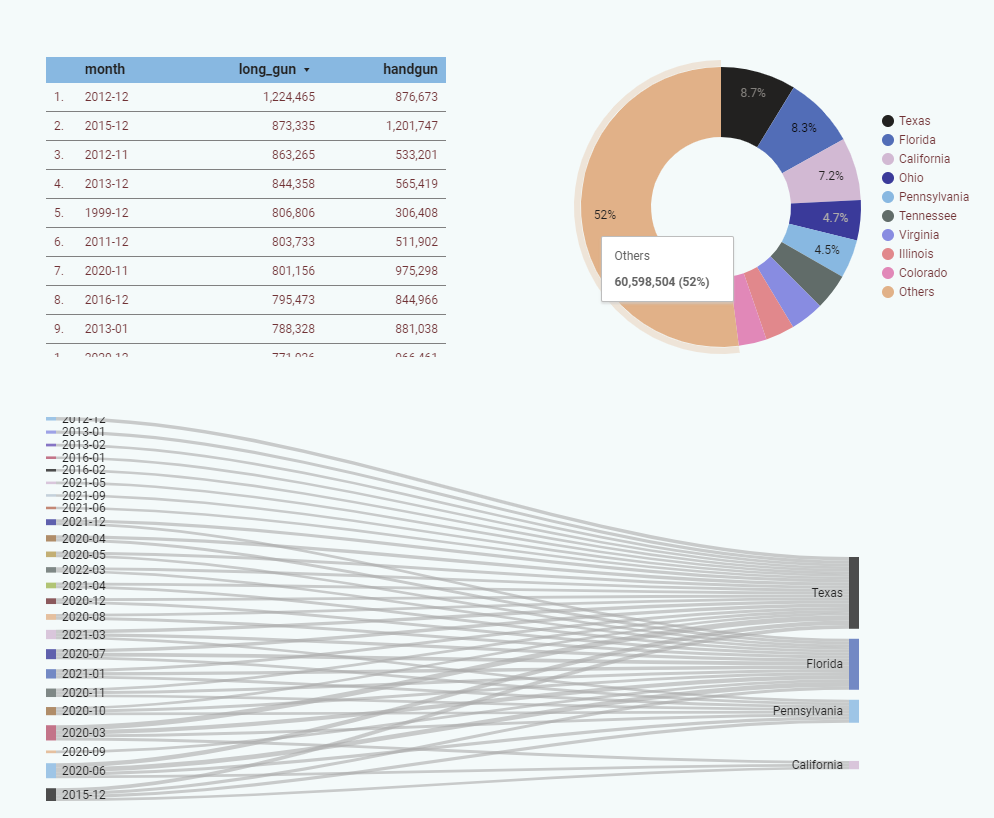 month long_gun handgun
1. 2012-12 1,224,465 876,673
2. 2015-12 873,335 1,201,747
3. 2012-11 863,265 533,201
4. 2013-12 844,358 565,419
5. 1999-12 806,806 306,408
6. 2011-12 803,733 511,902
7. 2020-11 801,156 975,298
8. 2016-12 795,473 844,966
9. 2013-01 788,328 881,038
8.7%
8.3%
7.2%
4.7%
4.5%
52%
Others
60,598,504 (52%)
Texas
Florida
California
Ohio
Pennsylvania
Tennessee
Virginia
Illinois
Colorado
Others
2012-12
2013-01
2013-02
2016-01
2016-02
2021-05
2021-09
2021-06
2021-12
2020-04
2020-05
2022-03
2021-04
2020-12
2020-08
2021-03
2020-07
2021-01
2020-11
2020-10
2020-03
2020-09
2020-06
2015-12
Texas
Florida
Pennsylvania
California